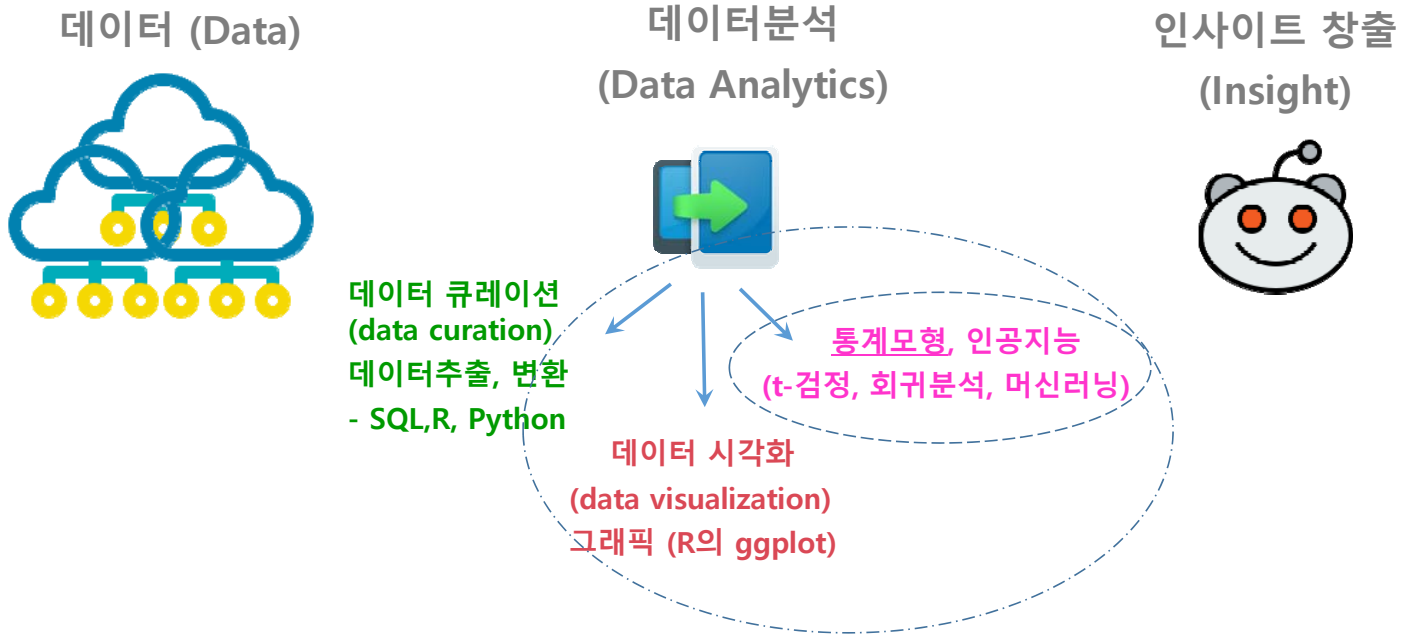 데이터 (Data)
데이터분석
(Data Analytics)
인사이트 창출
(Insight)
데이터 큐레이션
(data curation)
데이터추출, 변환
- SQL,R, Python
데이터 시각화
(data visualization)
그래픽 (R의 ggplot)
통계모형, 인공지능
(t-검정, 회귀분석, 머신러닝)